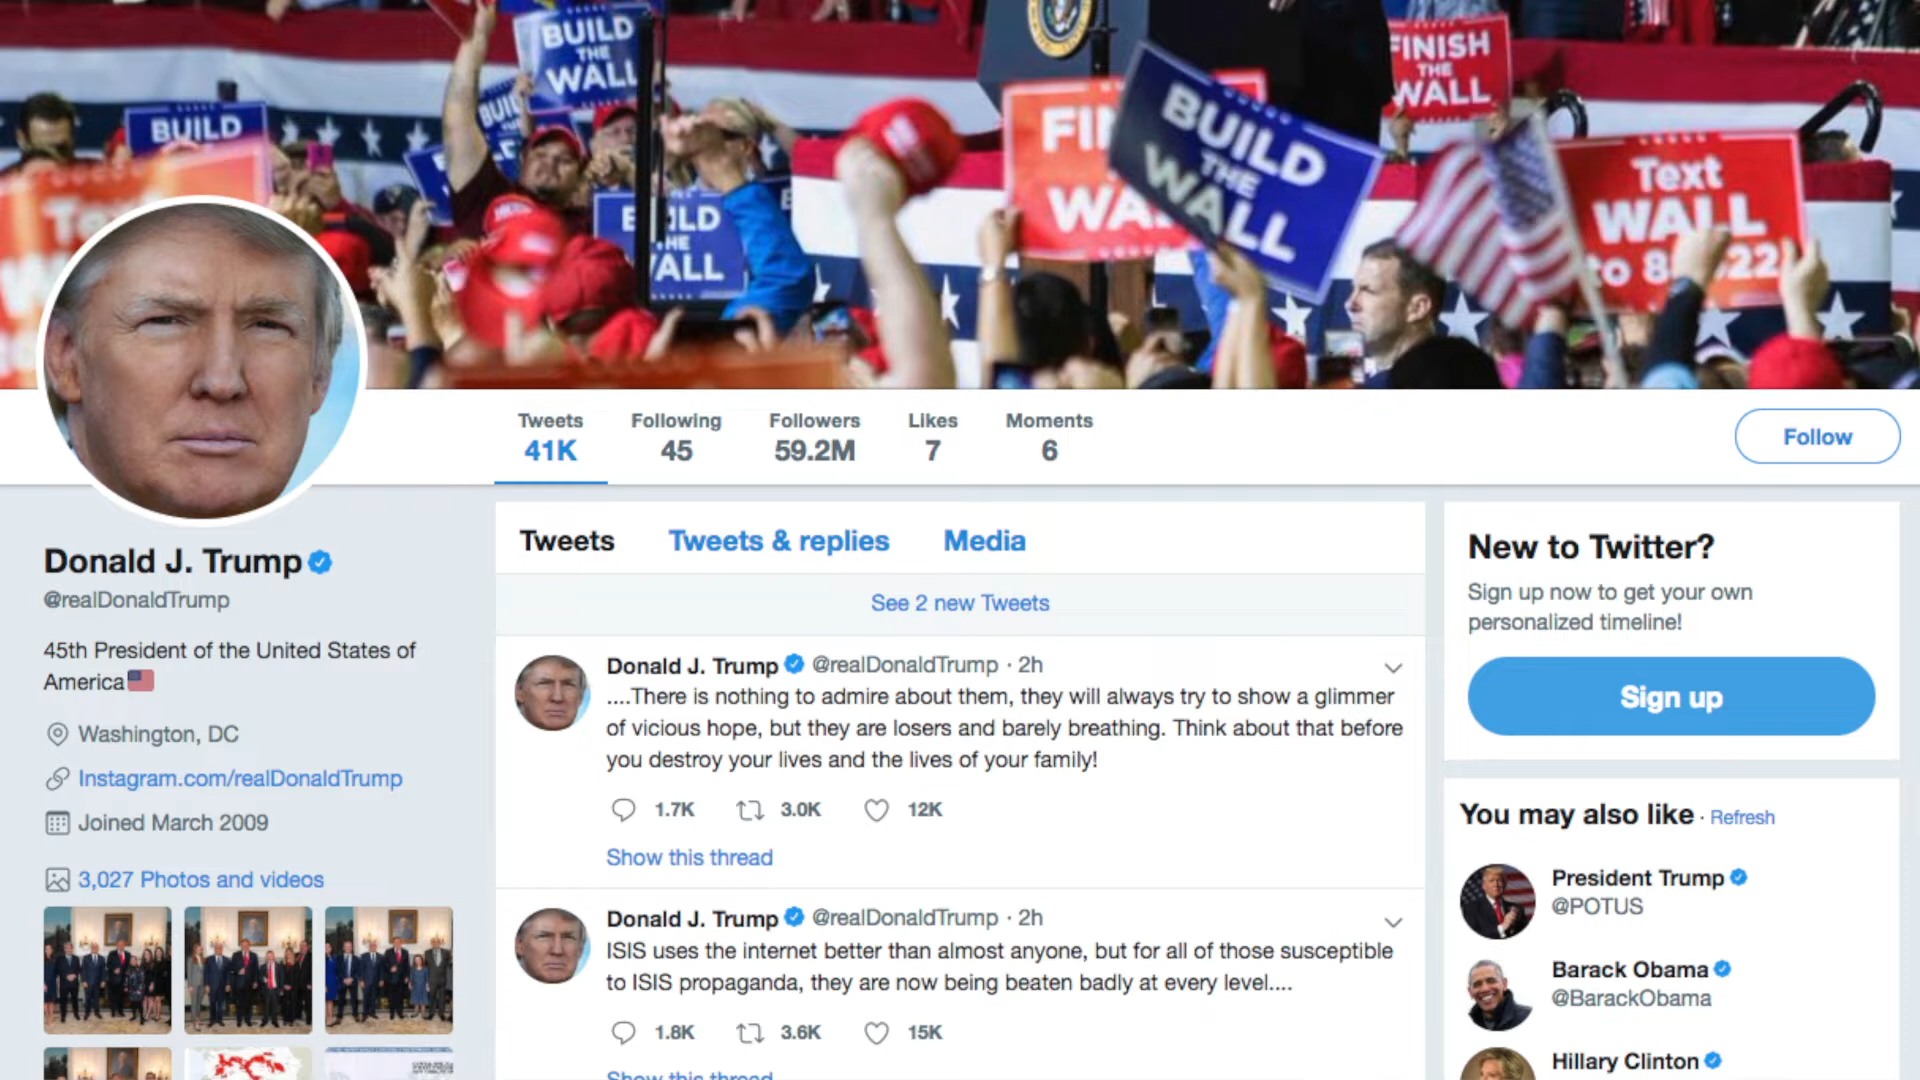 BUILD
THE
WALL
FINISH
THE
WALL
BUILD
BUILD
THE
WALL
Text
WALL
Tweets
41K
Following
45
Followers
59.2M
Likes
7
Moments
6
Follow
Donald J. Trump
@realDonaldTrump
45th President of the United States of
America
Washington, DC
Instagram.com/realDonaldTrump
Joined March 2009
3,027 Photos and videos
Tweets Tweets & replies Media
See 2 new Tweets
Donald J. Trump @realDonaldTrump · 2h
....There is nothing to admire about them, they will always try to show a glimmer
of vicious hope, but they are losers and barely breathing. Think about that before
you destroy your lives and the lives of your family!
1.7K 3.0K 12K
Show this thread
Donald J. Trump @realDonaldTrump · 2h
ISIS uses the internet better than almost anyone, but for all of those susceptible
to ISIS propaganda, they are now being beaten badly at every level....
1.8K 3.6K 15K
Show this thread
New to Twitter?
Sign up now to get your own
personalized timeline!
Sign up
You may also like · Refresh
President Trump
@POTUS
Barack Obama
@BarackObama
Hillary Clinton